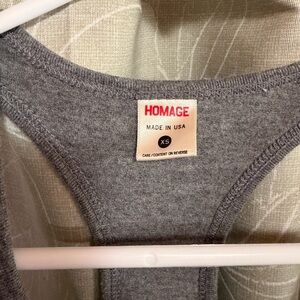 HOMAGE
MADE IN USA
XS
CARE/CONTENT ON REVERSE